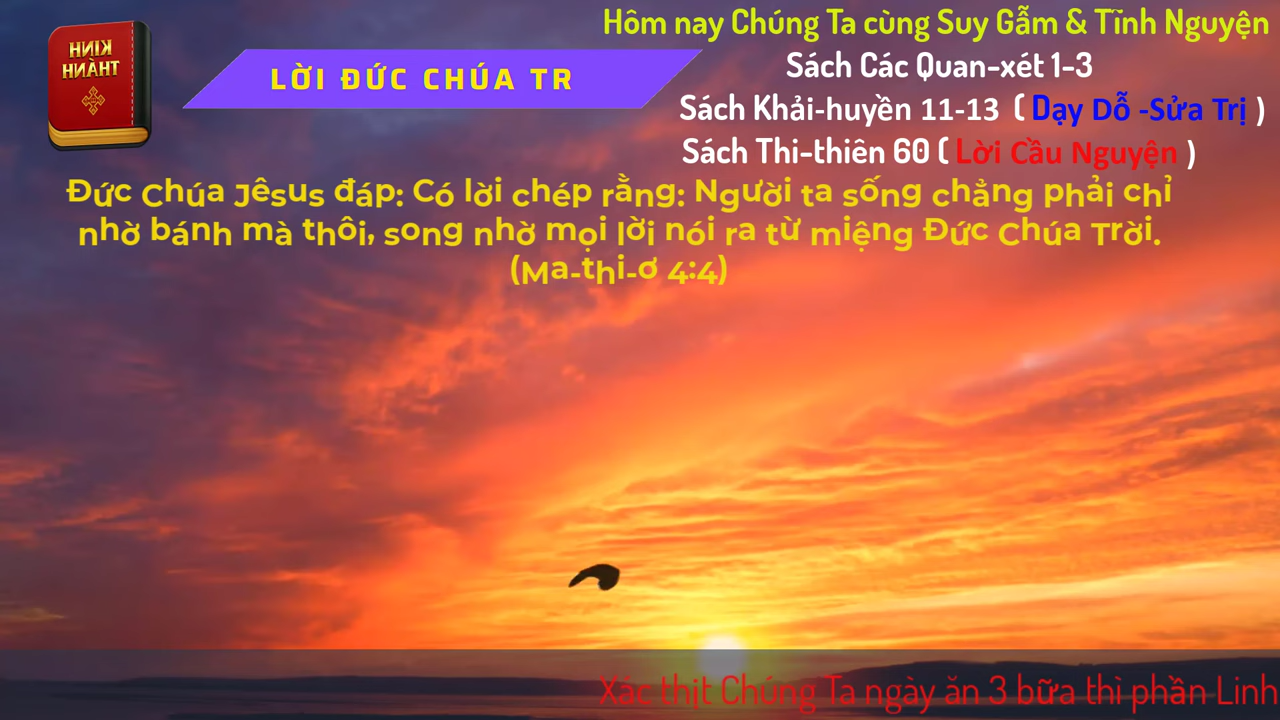 Hôm nay Chúng Ta cùng Suy Gẫm & Tĩnh Nguyện
Sách Các Quan-xét 1-3
Sách Khải-huyền 11-13 ( Dạy Dỗ -Sửa Trị )
Sách Thi-thiên 60 ( Lời Cầu Nguyện )
KINH
THÀNH
LỜI ĐỨC CHÚA TR
Đức Chúa Jêsus đáp: Có lời chép rằng: Người ta sống chẳng phải chỉ
nhờ bánh mà thôi, song nhờ mọi lời nói ra từ miệng Đức Chúa Trời.
(Ma-thi-ơ 4:4)
Xác thịt Chúng Ta ngày ăn 3 bữa thì phần Linh